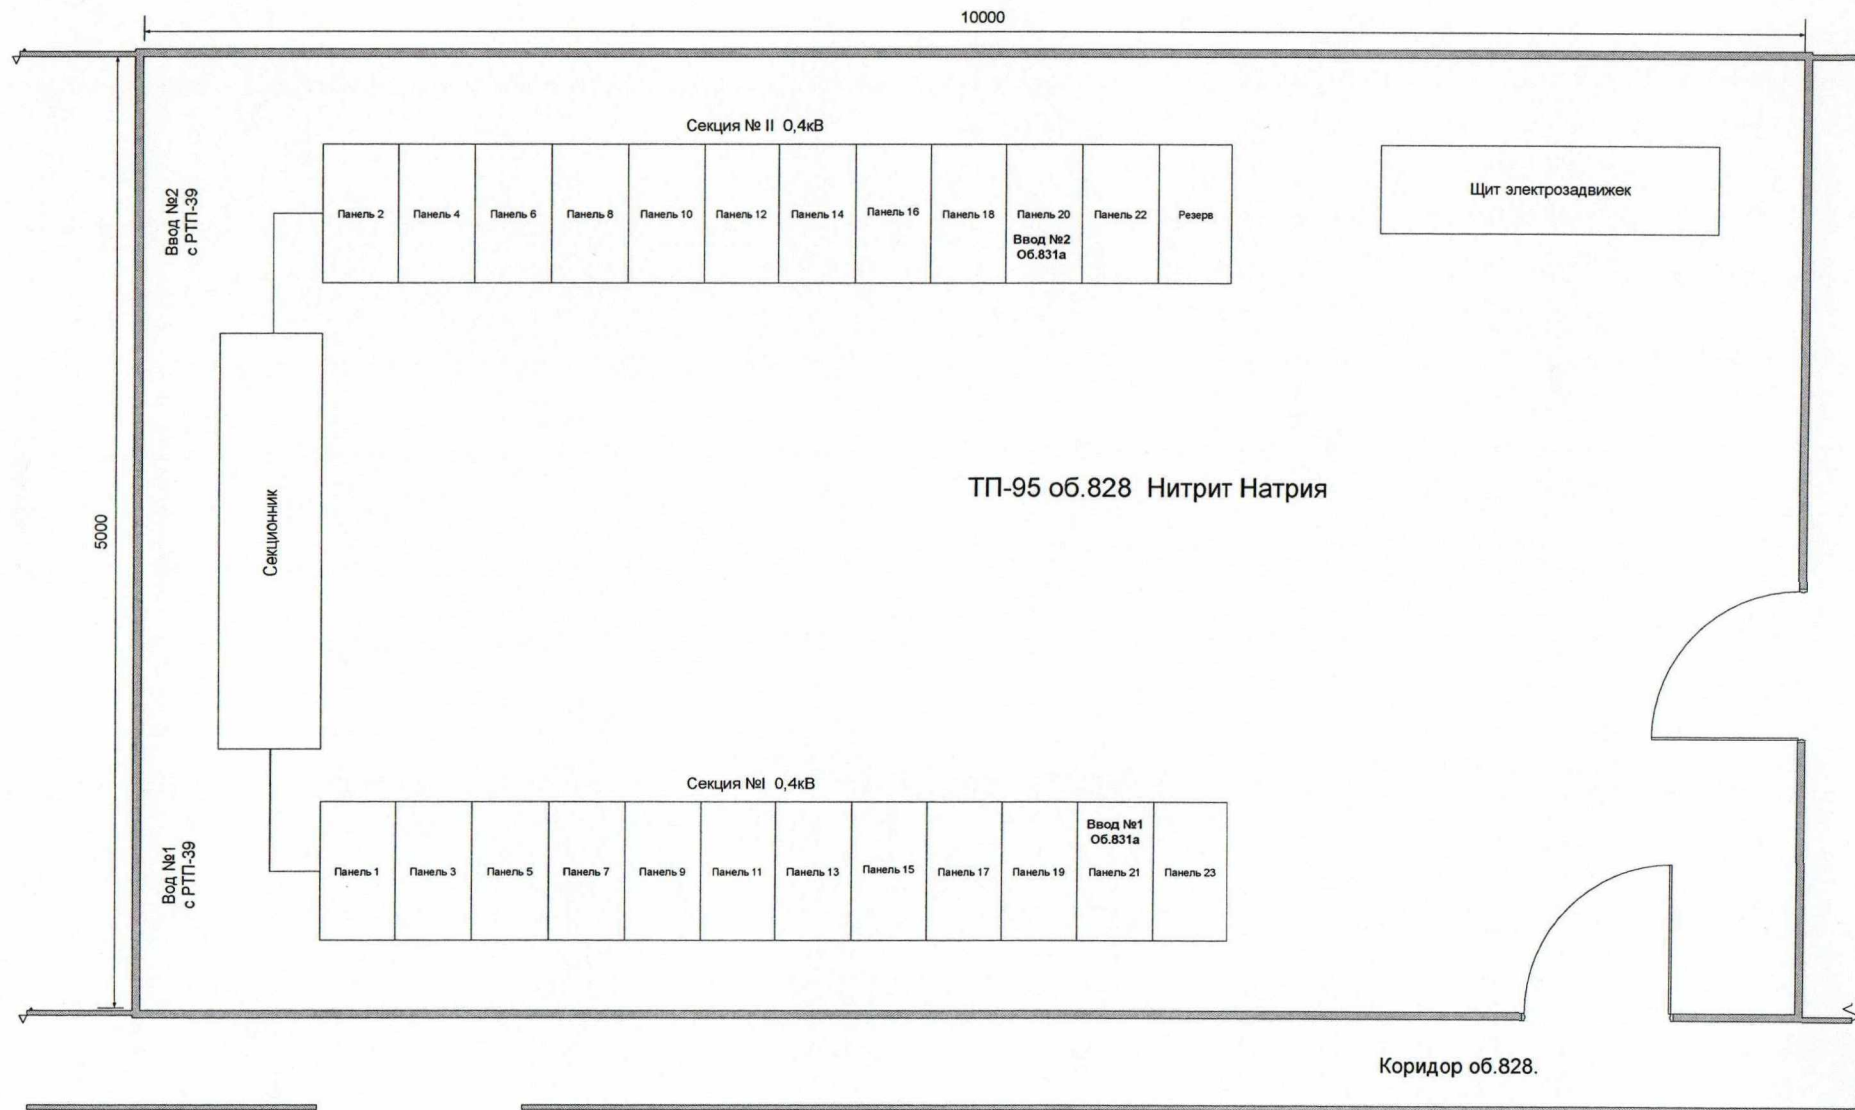 10000
Секция № II 0,4кВ
Ввод №2
с РТП-39
Панель 2
Панель 4
Панель 6
Панель 8
Панель 10
Панель 12
Панель 14
Панель 16
Панель 18
Панель 20
Ввод №2
Об.831а
Панель 22
Резерв
Щит электрозадвижек
5000
Секционник
ТП-95 об.828 Нитрит Натрия
Секция №I 0,4кВ
Вод №1
с РТП-39
Панель 1
Панель 3
Панель 5
Панель 7
Панель 9
Панель 11
Панель 13
Панель 15
Панель 17
Панель 19
Ввод №1
Об.831а
Панель 21
Панель 23
Коридор об.828.